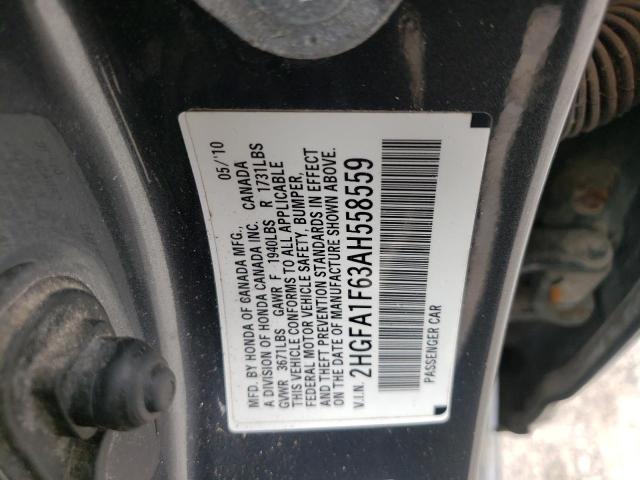 MFD. BY HONDA OF CANADA MFG., 05/'10
A DIVISION OF HONDA CANADA INC. CANADA
GVWR 3671LBS GAWR F 1940LBS R 1731LBS
THIS VEHICLE CONFORMS TO ALL APPLICABLE
FEDERAL MOTOR VEHICLE SAFETY, BUMPER,
AND THEFT PREVENTION STANDARDS IN EFFECT
ON THE DATE OF MANUFACTURE SHOWN ABOVE.
V.I.N. 2HGFA1F63AH558559
PASSENGER CAR